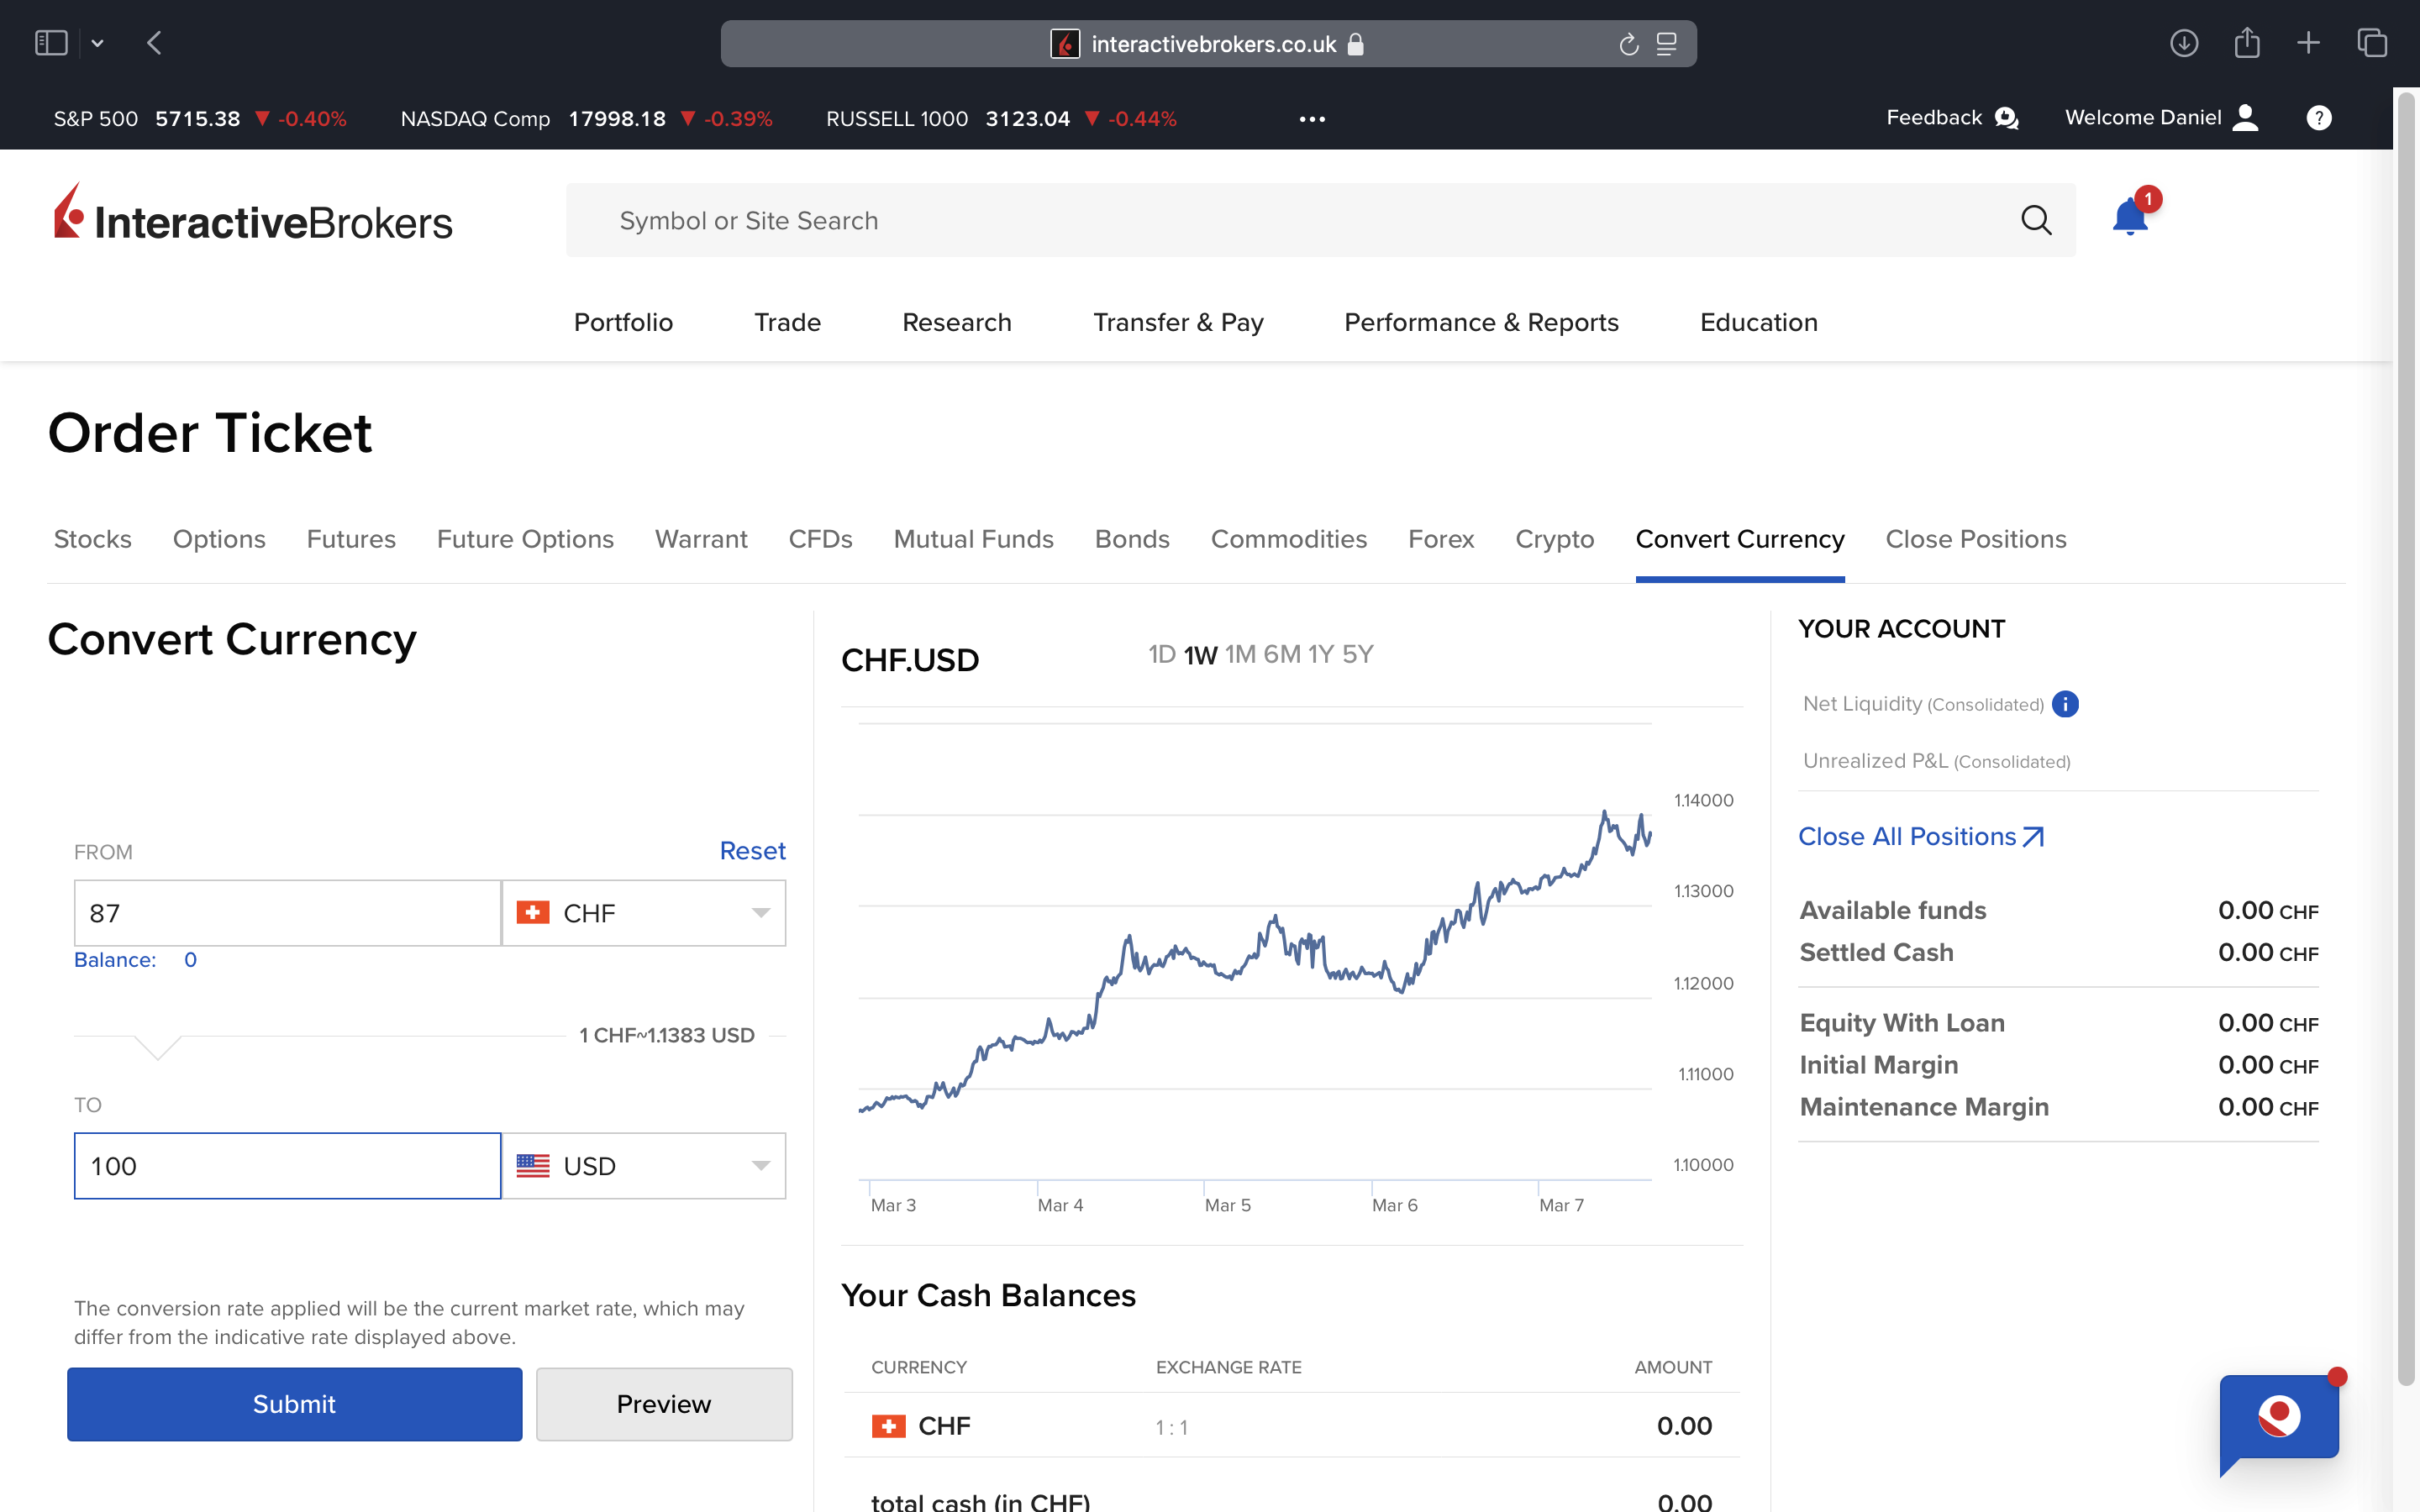 interactivebrokers.co.uk
S&P 500 5715.38 ▼ -0.40% NASDAQ Comp 17998.18 ▼ -0.39% RUSSELL 1000 3123.04 ▼ -0.44% ••• Feedback Welcome Daniel ?
InteractiveBrokers
Symbol or Site Search
1
Portfolio Trade Research Transfer & Pay Performance & Reports Education
Order Ticket
Stocks Options Futures Future Options Warrant CFDs Mutual Funds Bonds Commodities Forex Crypto Convert Currency Close Positions
Convert Currency
FROM Reset
87 CHF
Balance: 0
1 CHF~1.1383 USD
TO
100 USD
The conversion rate applied will be the current market rate, which may
differ from the indicative rate displayed above.
Submit Preview
CHF.USD 1D 1W 1M 6M 1Y 5Y
1.14000
1.13000
1.12000
1.11000
1.10000
Mar 3 Mar 4 Mar 5 Mar 6 Mar 7
Your Cash Balances
CURRENCY EXCHANGE RATE AMOUNT
CHF 1 : 1 0.00
total cash (in CHF) 0.00
YOUR ACCOUNT
Net Liquidity (Consolidated) i
Unrealized P&L (Consolidated)
Close All Positions
Available funds 0.00 CHF
Settled Cash 0.00 CHF
Equity With Loan 0.00 CHF
Initial Margin 0.00 CHF
Maintenance Margin 0.00 CHF